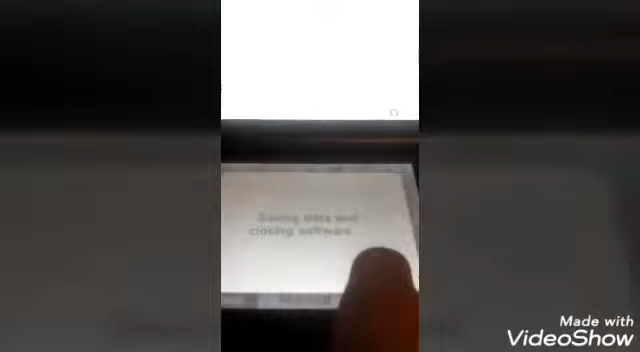 Saving data and
closing software
Made with
VideoShow